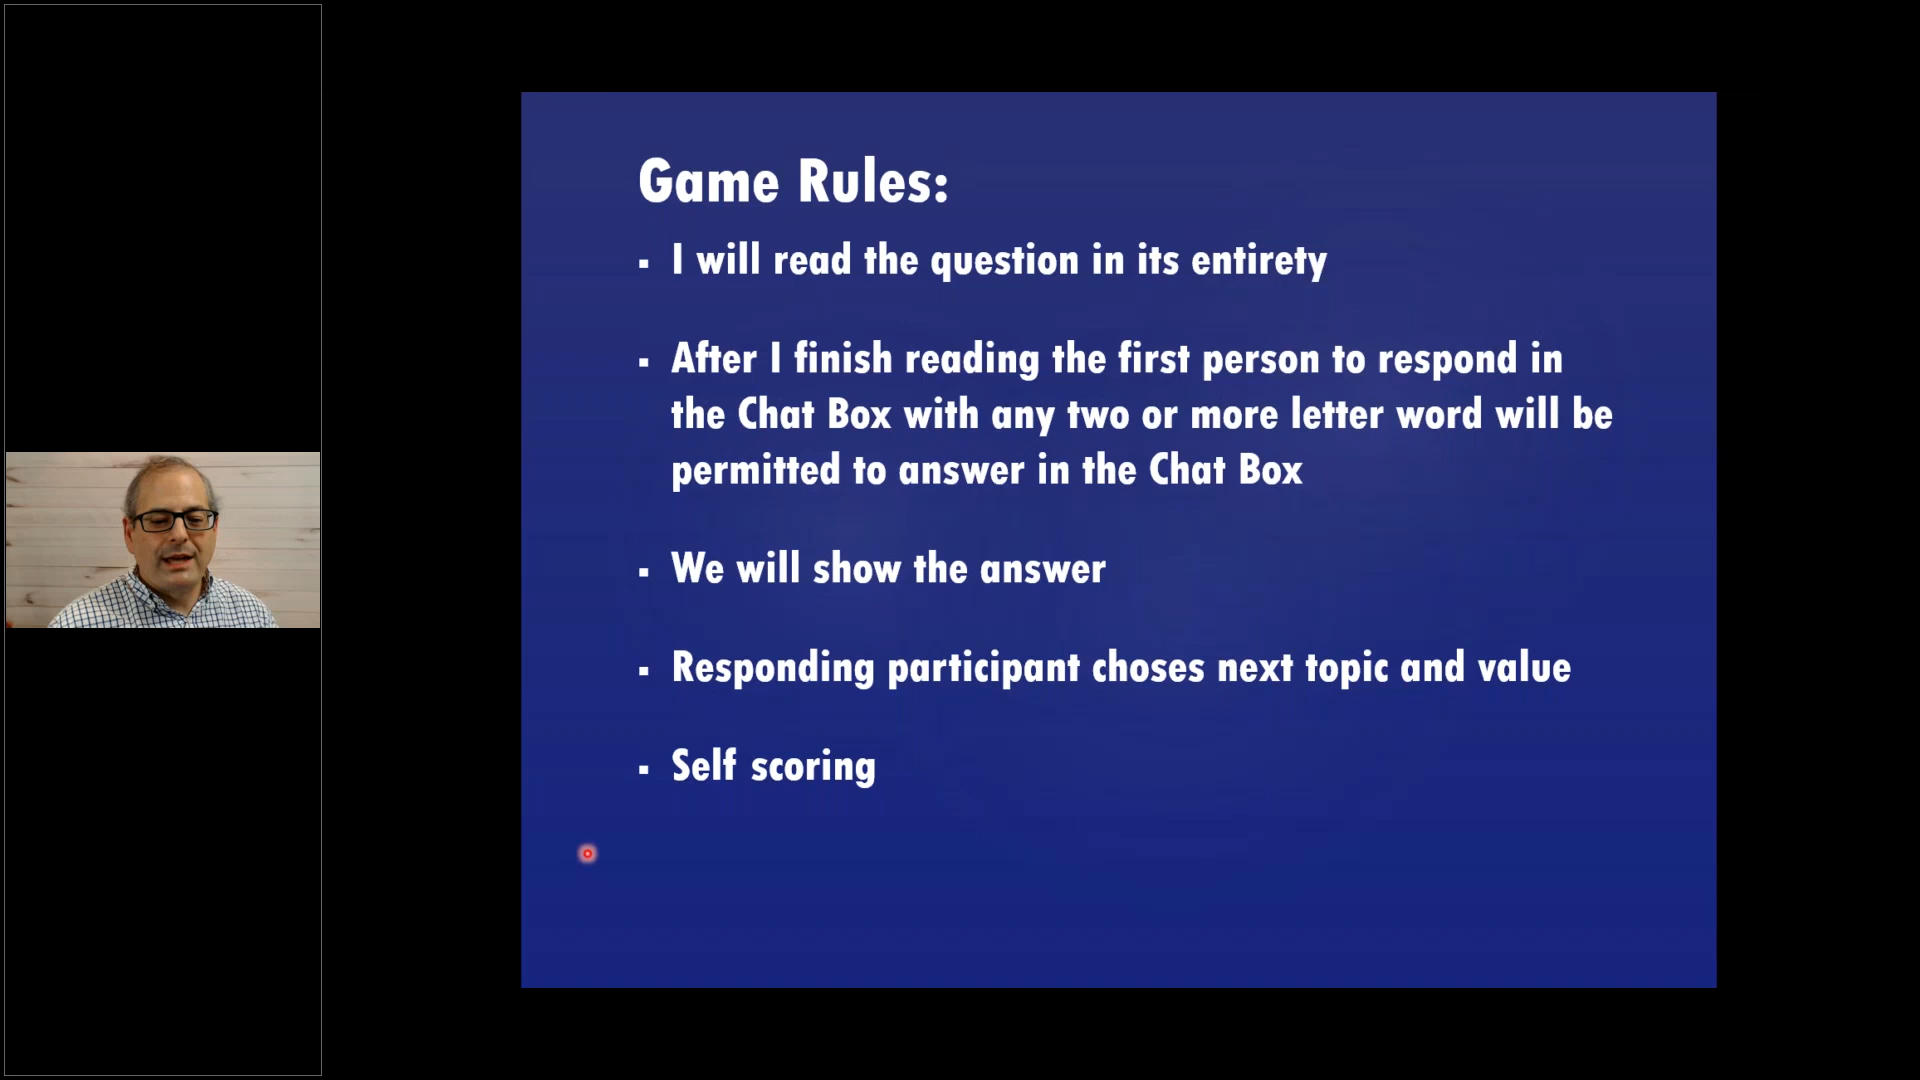 Game Rules:
▪ I will read the question in its entirety
▪ After I finish reading the first person to respond in
the Chat Box with any two or more letter word will be
permitted to answer in the Chat Box
▪ We will show the answer
▪ Responding participant choses next topic and value
▪ Self scoring